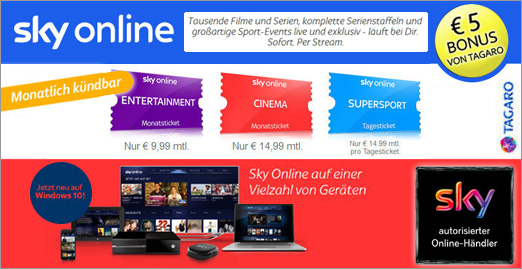 sky online
Tausende Filme und Serien, komplette Serienstaffeln und
großartige Sport-Events live und exklusiv - läuft bei Dir.
Sofort. Per Stream.
€ 5
BONUS
VON TAGARO
Monatlich kündbar
sky online
ENTERTAINMENT
Monatsticket
Nur € 9,99 mtl.
sky online
CINEMA
Monatsticket
Nur € 14,99 mtl.
sky online
SUPERSPORT
Tagesticket
Nur € 14.99 mtl.
pro Tagesticket
TAGARO
Jetzt neu auf
Windows 10!
Sky Online auf einer
Vielzahl von Geräten
sky online
sky
autorisierter
Online-Händler